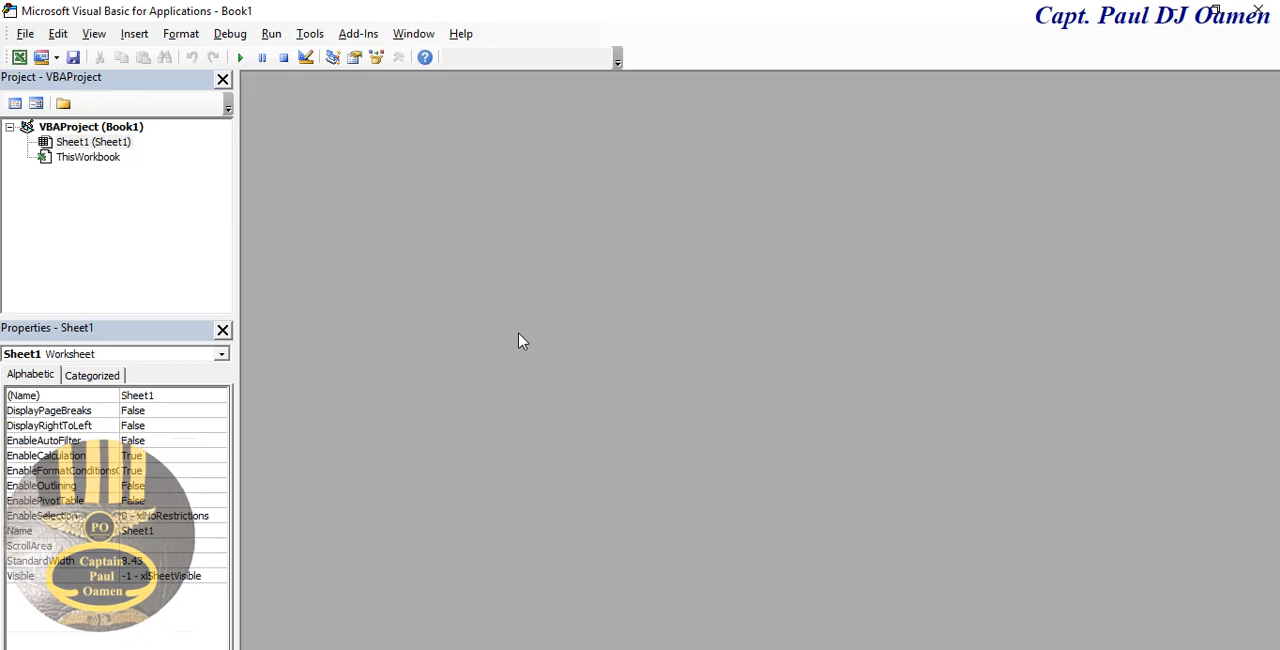 Microsoft Visual Basic for Applications - Book1
Capt. Paul DJ Oamen
File Edit View Insert Format Debug Run Tools Add-Ins Window Help
Project - VBAProject
VBAProject (Book1)
Sheet1 (Sheet1)
ThisWorkbook
Properties - Sheet1
Sheet1 Worksheet
Alphabetic Categorized
(Name) Sheet1
DisplayPageBreaks False
DisplayRightToLeft False
EnableAutoFilter False
EnableCalculation True
EnableFormatConditionsC True
EnableOutlining False
EnablePivotTable False
EnableSelection 0 - xlNoRestrictions
Name Sheet1
ScrollArea
StandardWidth 8.43
Visible -1 - xlSheetVisible
PO
Captain
Paul
Oamen